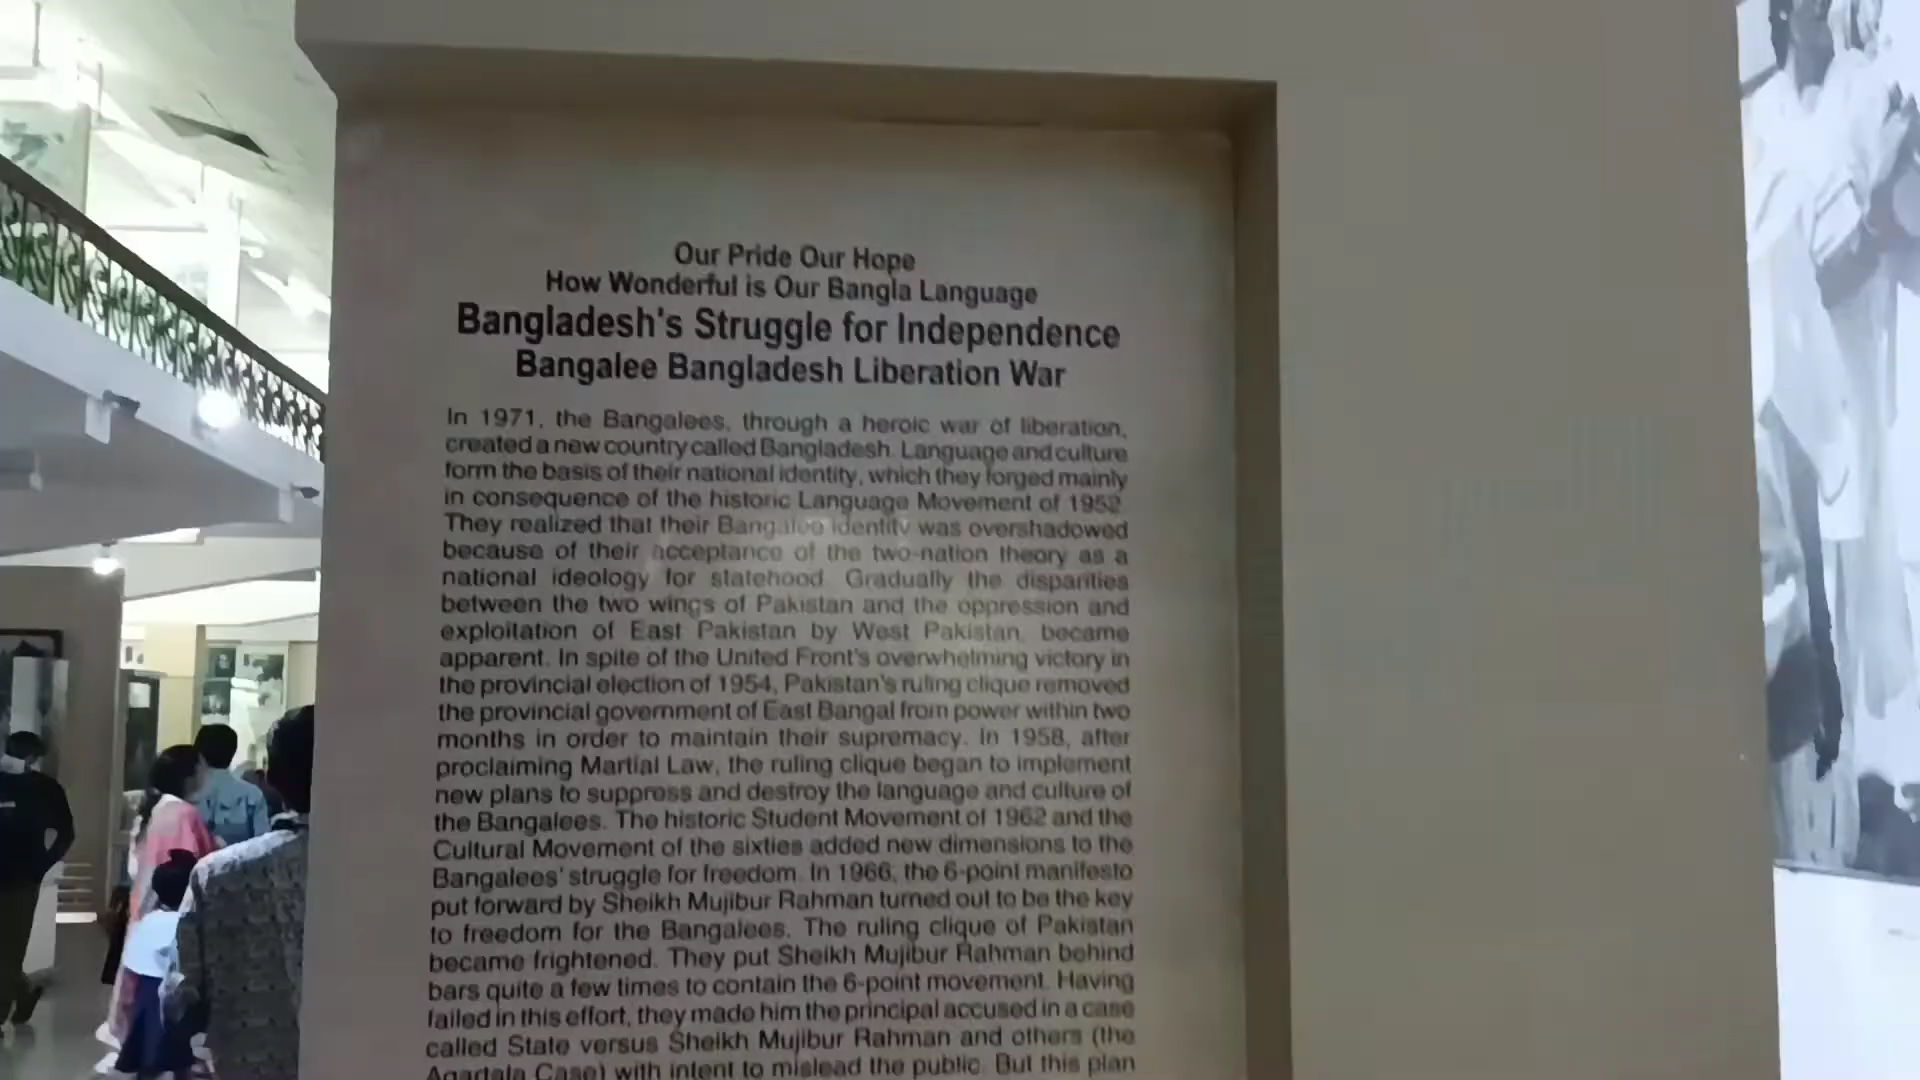 Our Pride Our Hope
How Wonderful is Our Bangla Language
Bangladesh's Struggle for Independence
Bangalee Bangladesh Liberation War
In 1971, the Bangalees, through a heroic war of liberation,
created a new country called Bangladesh. Language and culture
form the basis of their national identity, which they forged mainly
in consequence of the historic Language Movement of 1952.
They realized that their Bangalee identity was overshadowed
because of their acceptance of the two-nation theory as a
national ideology for statehood. Gradually the disparities
between the two wings of Pakistan and the oppression and
exploitation of East Pakistan by West Pakistan, became
apparent. In spite of the United Front's overwhelming victory in
the provincial election of 1954, Pakistan's ruling clique removed
the provincial government of East Bangal from power within two
months in order to maintain their supremacy. In 1958, after
proclaiming Martial Law, the ruling clique began to implement
new plans to suppress and destroy the language and culture of
the Bangalees. The historic Student Movement of 1962 and the
Cultural Movement of the sixties added new dimensions to the
Bangalees' struggle for freedom. In 1966, the 6-point manifesto
put forward by Sheikh Mujibur Rahman turned out to be the key
to freedom for the Bangalees. The ruling clique of Pakistan
became frightened. They put Sheikh Mujibur Rahman behind
bars quite a few times to contain the 6-point movement. Having
failed in this effort, they made him the principal accused in a case
called State versus Sheikh Mujibur Rahman and others (the
Agartala Case) with intent to mislead the public. But this plan